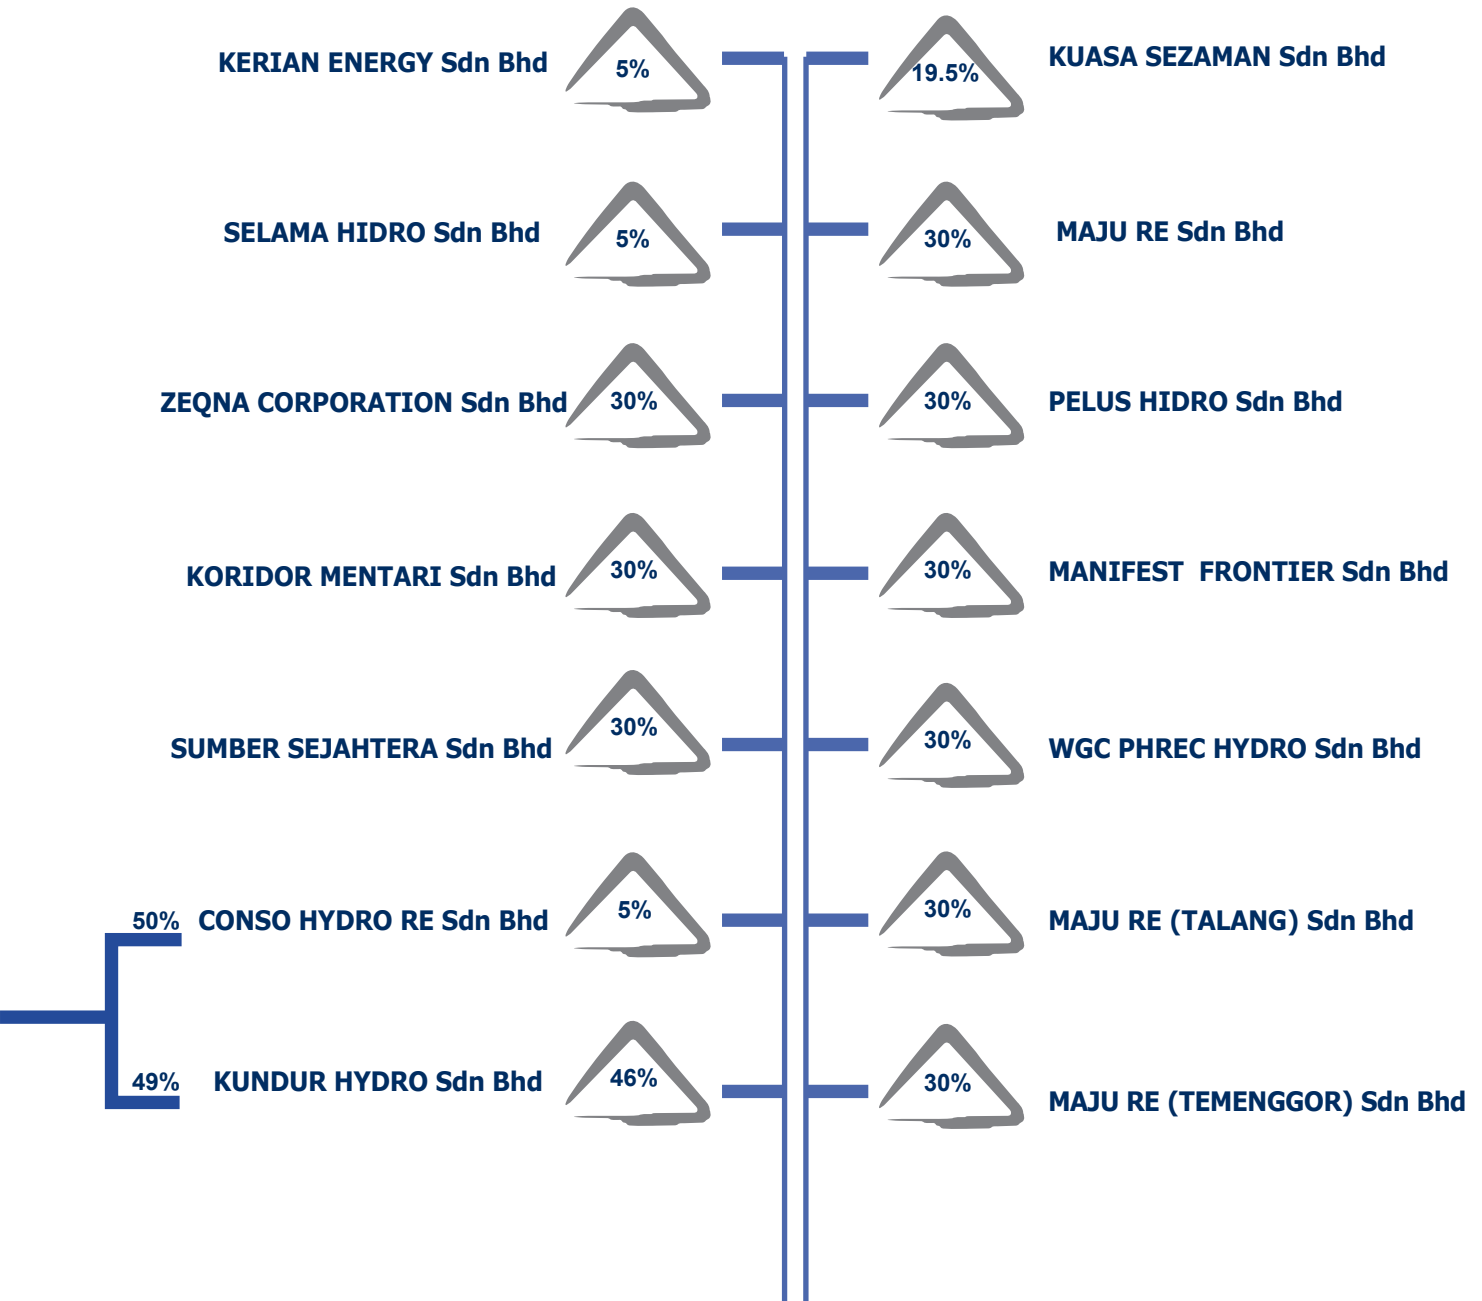 KERIAN ENERGY Sdn Bhd
5%
19.5%
KUASA SEZAMAN Sdn Bhd
SELAMA HIDRO Sdn Bhd
5%
30%
MAJU RE Sdn Bhd
ZEQNA CORPORATION Sdn Bhd
30%
30%
PELUS HIDRO Sdn Bhd
KORIDOR MENTARI Sdn Bhd
30%
30%
MANIFEST FRONTIER Sdn Bhd
SUMBER SEJAHTERA Sdn Bhd
30%
30%
WGC PHREC HYDRO Sdn Bhd
50%
CONSO HYDRO RE Sdn Bhd
5%
30%
MAJU RE (TALANG) Sdn Bhd
49%
KUNDUR HYDRO Sdn Bhd
46%
30%
MAJU RE (TEMENGGOR) Sdn Bhd